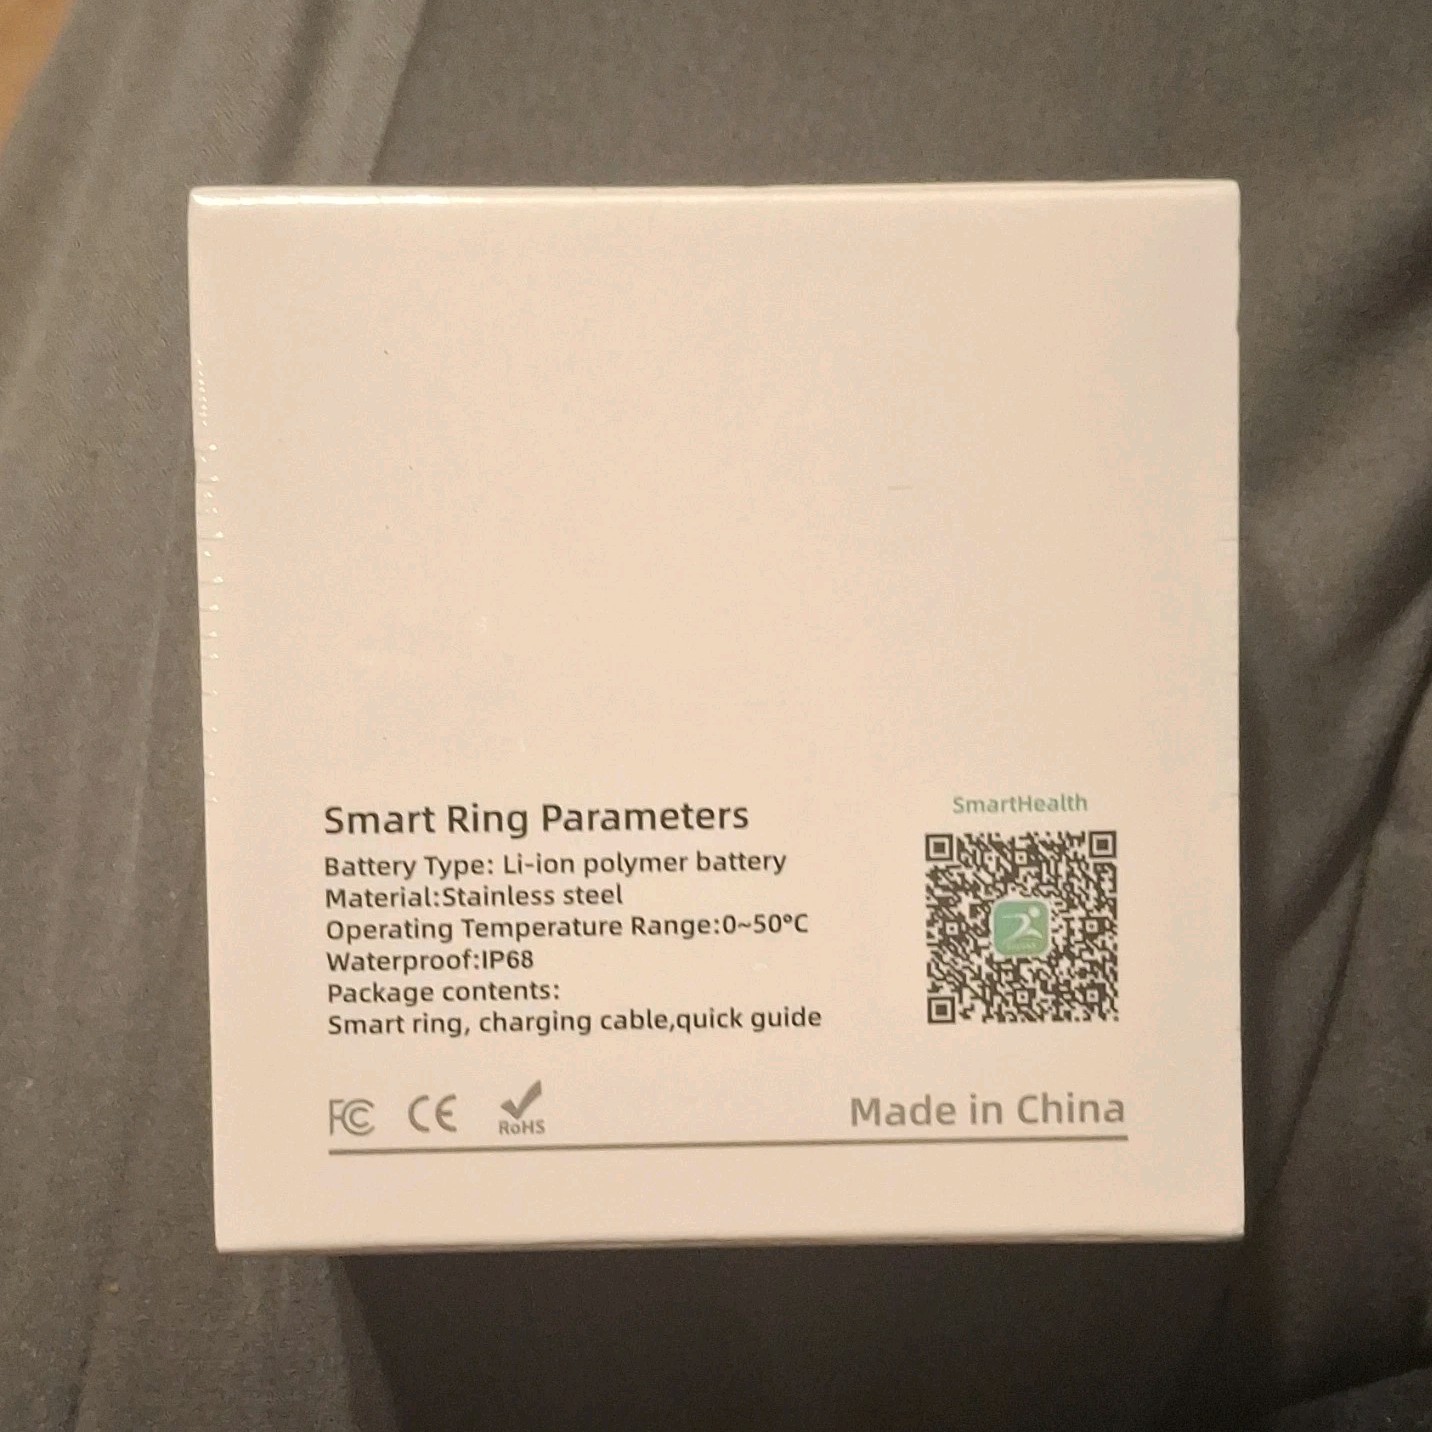 Smart Ring Parameters
Battery Type: Li-ion polymer battery
Material:Stainless steel
Operating Temperature Range:0~50°C
Waterproof:IP68
Package contents:
Smart ring, charging cable,quick guide
SmartHealth
FC CE RoHS
Made in China